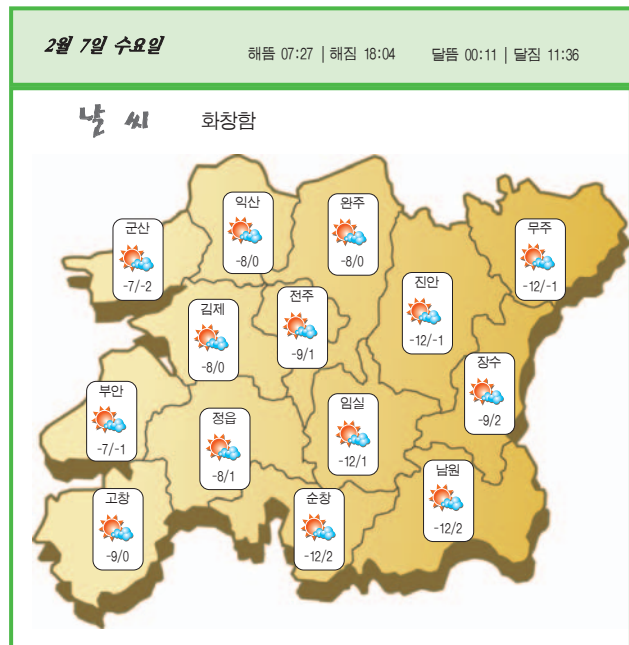 2월 7일 수요일
해뜸 07:27 | 해짐 18:04 달뜸 00:11 | 달짐 11:36
날 씨 화창함
군산
-7/-2
익산
-8/0
완주
-8/0
무주
-12/-1
김제
-8/0
전주
-9/1
진안
-12/-1
장수
-9/2
부안
-7/-1
정읍
-8/1
임실
-12/1
남원
-12/2
고창
-9/0
순창
-12/2